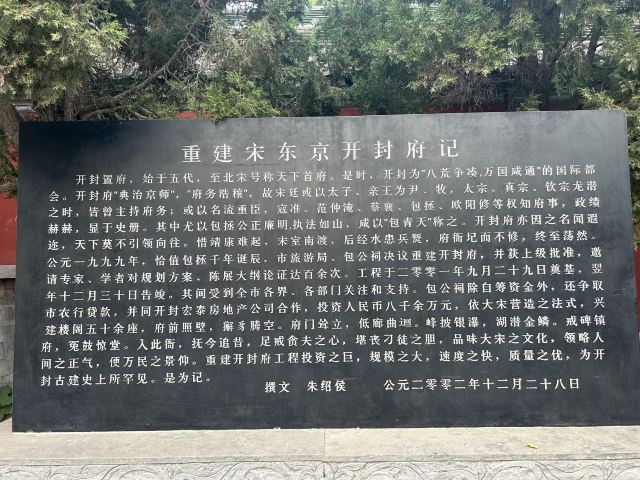 重建宋东京开封府记
开封置府，始于五代，至北宋号称天下首府。是时，开封为“八荒争凑，万国咸通”的国际都
会。开封府“典治京师”，“府务浩穰”，故宋廷或以太子、亲王为尹、牧，太宗、真宗、钦宗龙潜
之时，皆曾主持府务；或以名流重臣，寇准、范仲淹、蔡襄、包拯、欧阳修等权知府事，政绩
赫赫，显于史册。其中尤以包拯公正廉明，执法如山，咸以“包青天”称之。开封府亦因之名闻遐
迩，天下莫不引领向往。惜靖康难起，宋室南渡，后经水患兵燹，府衙圮而不修，终至荡然。
公元一九九九年，恰值包拯千年诞辰、市旅游局、包公祠决议重建开封府，并获上级批准，邀
请专家、学者对规划方案、陈展大纲论证达百余次。工程于二零零一年九月二十九日奠基，翌
年十二月三十日告竣。其间受到全市各界、各部门关注和支持。包公祠除自筹资金外，还争取
市农行贷款，并同开封宏泰房地产公司合作，投资人民币八千余万元，依大宋营造之法式，兴
建楼阁五十余座，府前照壁，獬豸腾空。府门耸立，低廊曲迴。峰披银瀑，湖潜金鳞。戒碑镇
府，冤鼓惊堂。入此衙，抚今追昔，足戒贪夫之心，堪丧刁徒之胆，品味大宋之文化，领略人
间之正气，便万民之景仰。重建开封府工程投资之巨，规模之大，速度之快，质量之优，为开
封古建史上所罕见。是为记。
撰文 朱绍侯 公元二零零二年十二月二十八日